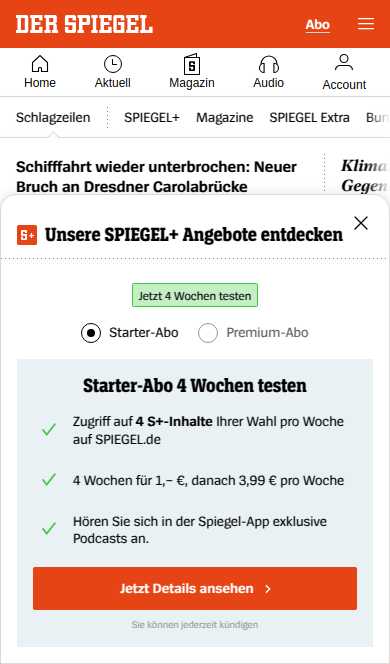 DER SPIEGEL
Abo
Home
Aktuell
Magazin
Audio
Account
Schlagzeilen
SPIEGEL+
Magazine
SPIEGEL Extra
Bun
Schifffahrt wieder unterbrochen: Neuer
Bruch an Dresdner Carolabrücke
Klima
Gegen
S+ Unsere SPIEGEL+ Angebote entdecken
Jetzt 4 Wochen testen
Starter-Abo
Premium-Abo
Starter-Abo 4 Wochen testen
Zugriff auf 4 S+-Inhalte Ihrer Wahl pro Woche
auf SPIEGEL.de
4 Wochen für 1,– €, danach 3,99 € pro Woche
Hören Sie sich in der Spiegel-App exklusive
Podcasts an.
Jetzt Details ansehen
Sie können jederzeit kündigen